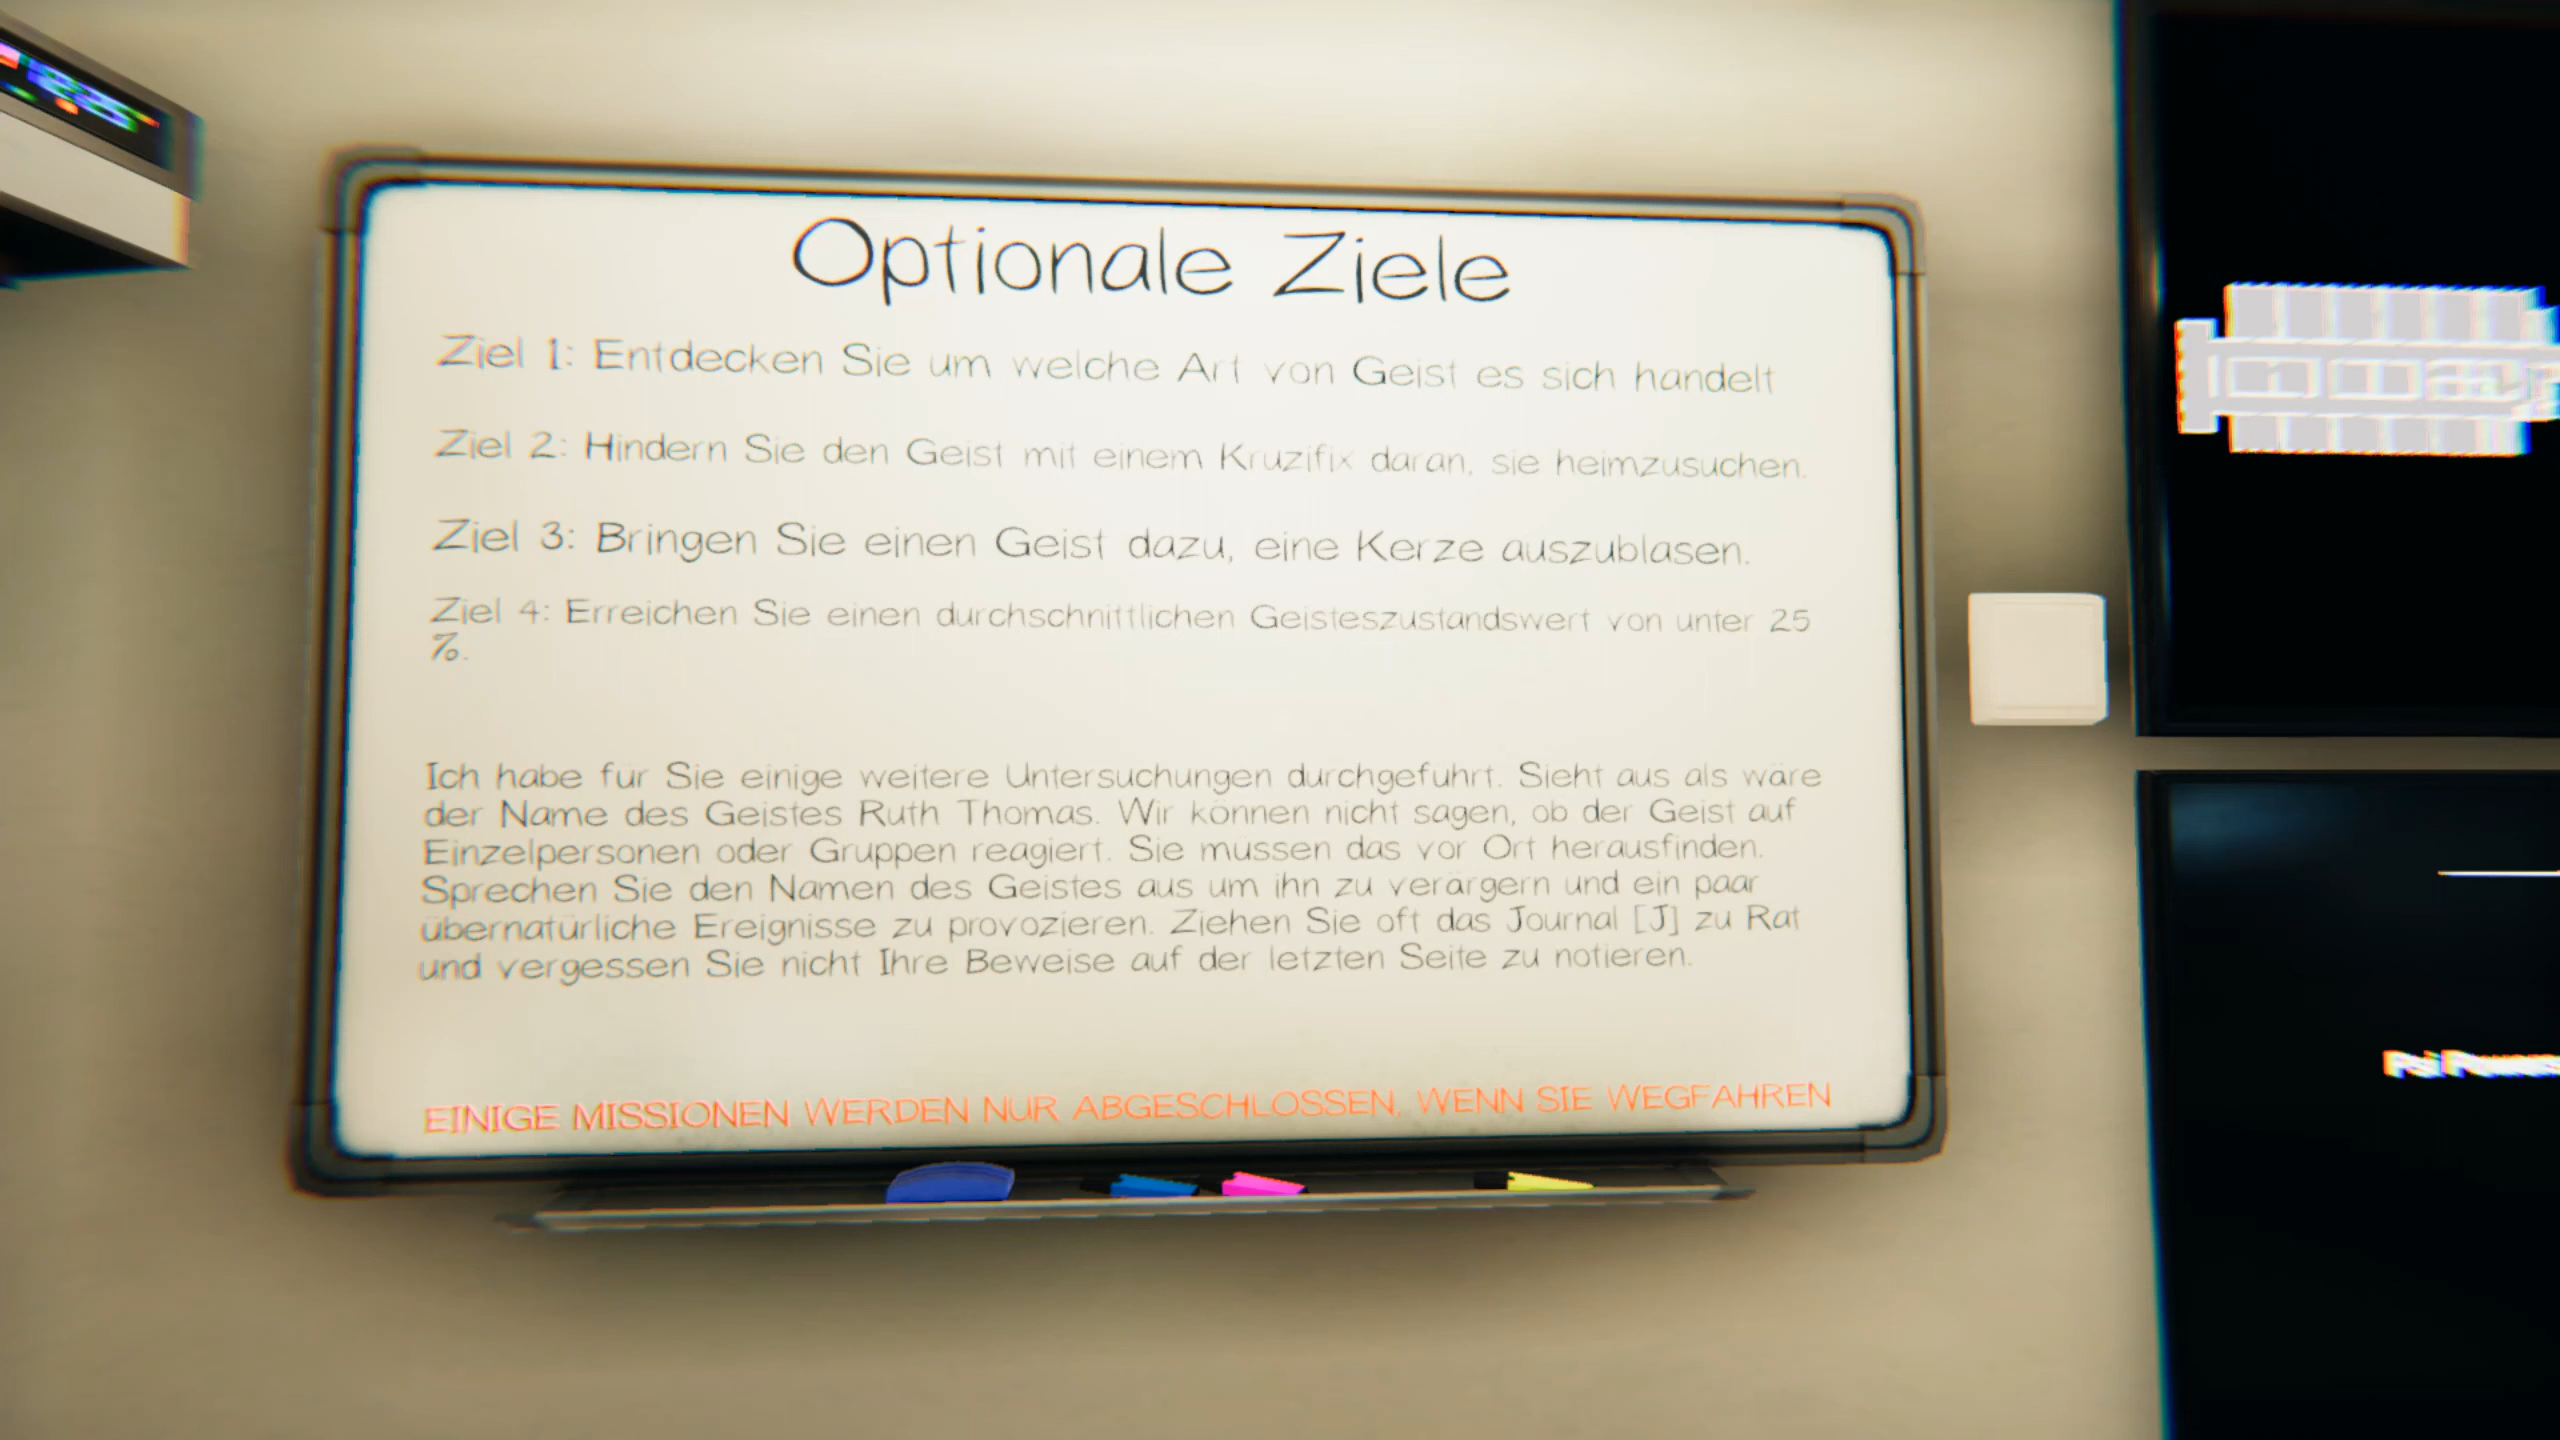 Optionale Ziele
Ziel 1: Entdecken Sie um welche Art von Geist es sich handelt
Ziel 2: Hindern Sie den Geist mit einem Kruzifix daran, sie heimzusuchen.
Ziel 3: Bringen Sie einen Geist dazu, eine Kerze auszublasen.
Ziel 4: Erreichen Sie einen durchschnittlichen Geisteszustandswert von unter 25
%.
Ich habe für Sie einige weitere Untersuchungen durchgeführt. Sieht aus als wäre
der Name des Geistes Ruth Thomas. Wir können nicht sagen, ob der Geist auf
Einzelpersonen oder Gruppen reagiert. Sie müssen das vor Ort herausfinden.
Sprechen Sie den Namen des Geistes aus um ihn zu verärgern und ein paar
übernatürliche Ereignisse zu provozieren. Ziehen Sie oft das Journal [J] zu Rat
und vergessen Sie nicht Ihre Beweise auf der letzten Seite zu notieren.
EINIGE MISSIONEN WERDEN NUR ABGESCHLOSSEN, WENN SIE WEGFAHREN